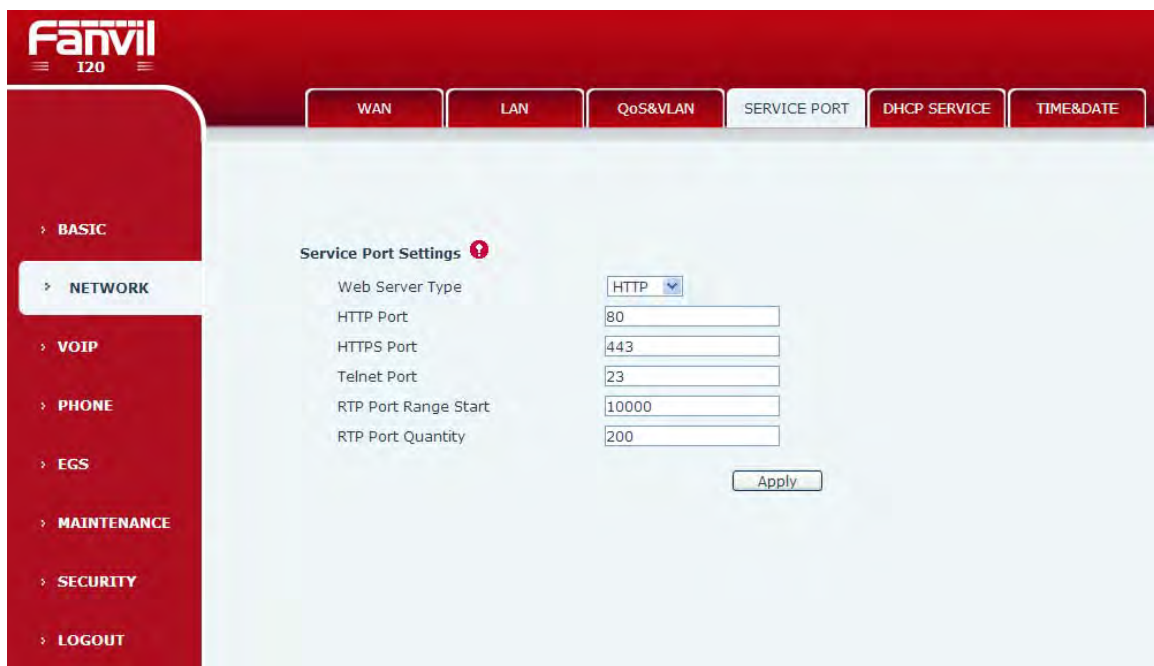 Fanvil
I20
WAN LAN QoS&VLAN SERVICE PORT DHCP SERVICE TIME&DATE
BASIC
NETWORK
VOIP
PHONE
EGS
MAINTENANCE
SECURITY
LOGOUT
Service Port Settings
Web Server Type HTTP
HTTP Port 80
HTTPS Port 443
Telnet Port 23
RTP Port Range Start 10000
RTP Port Quantity 200
Apply